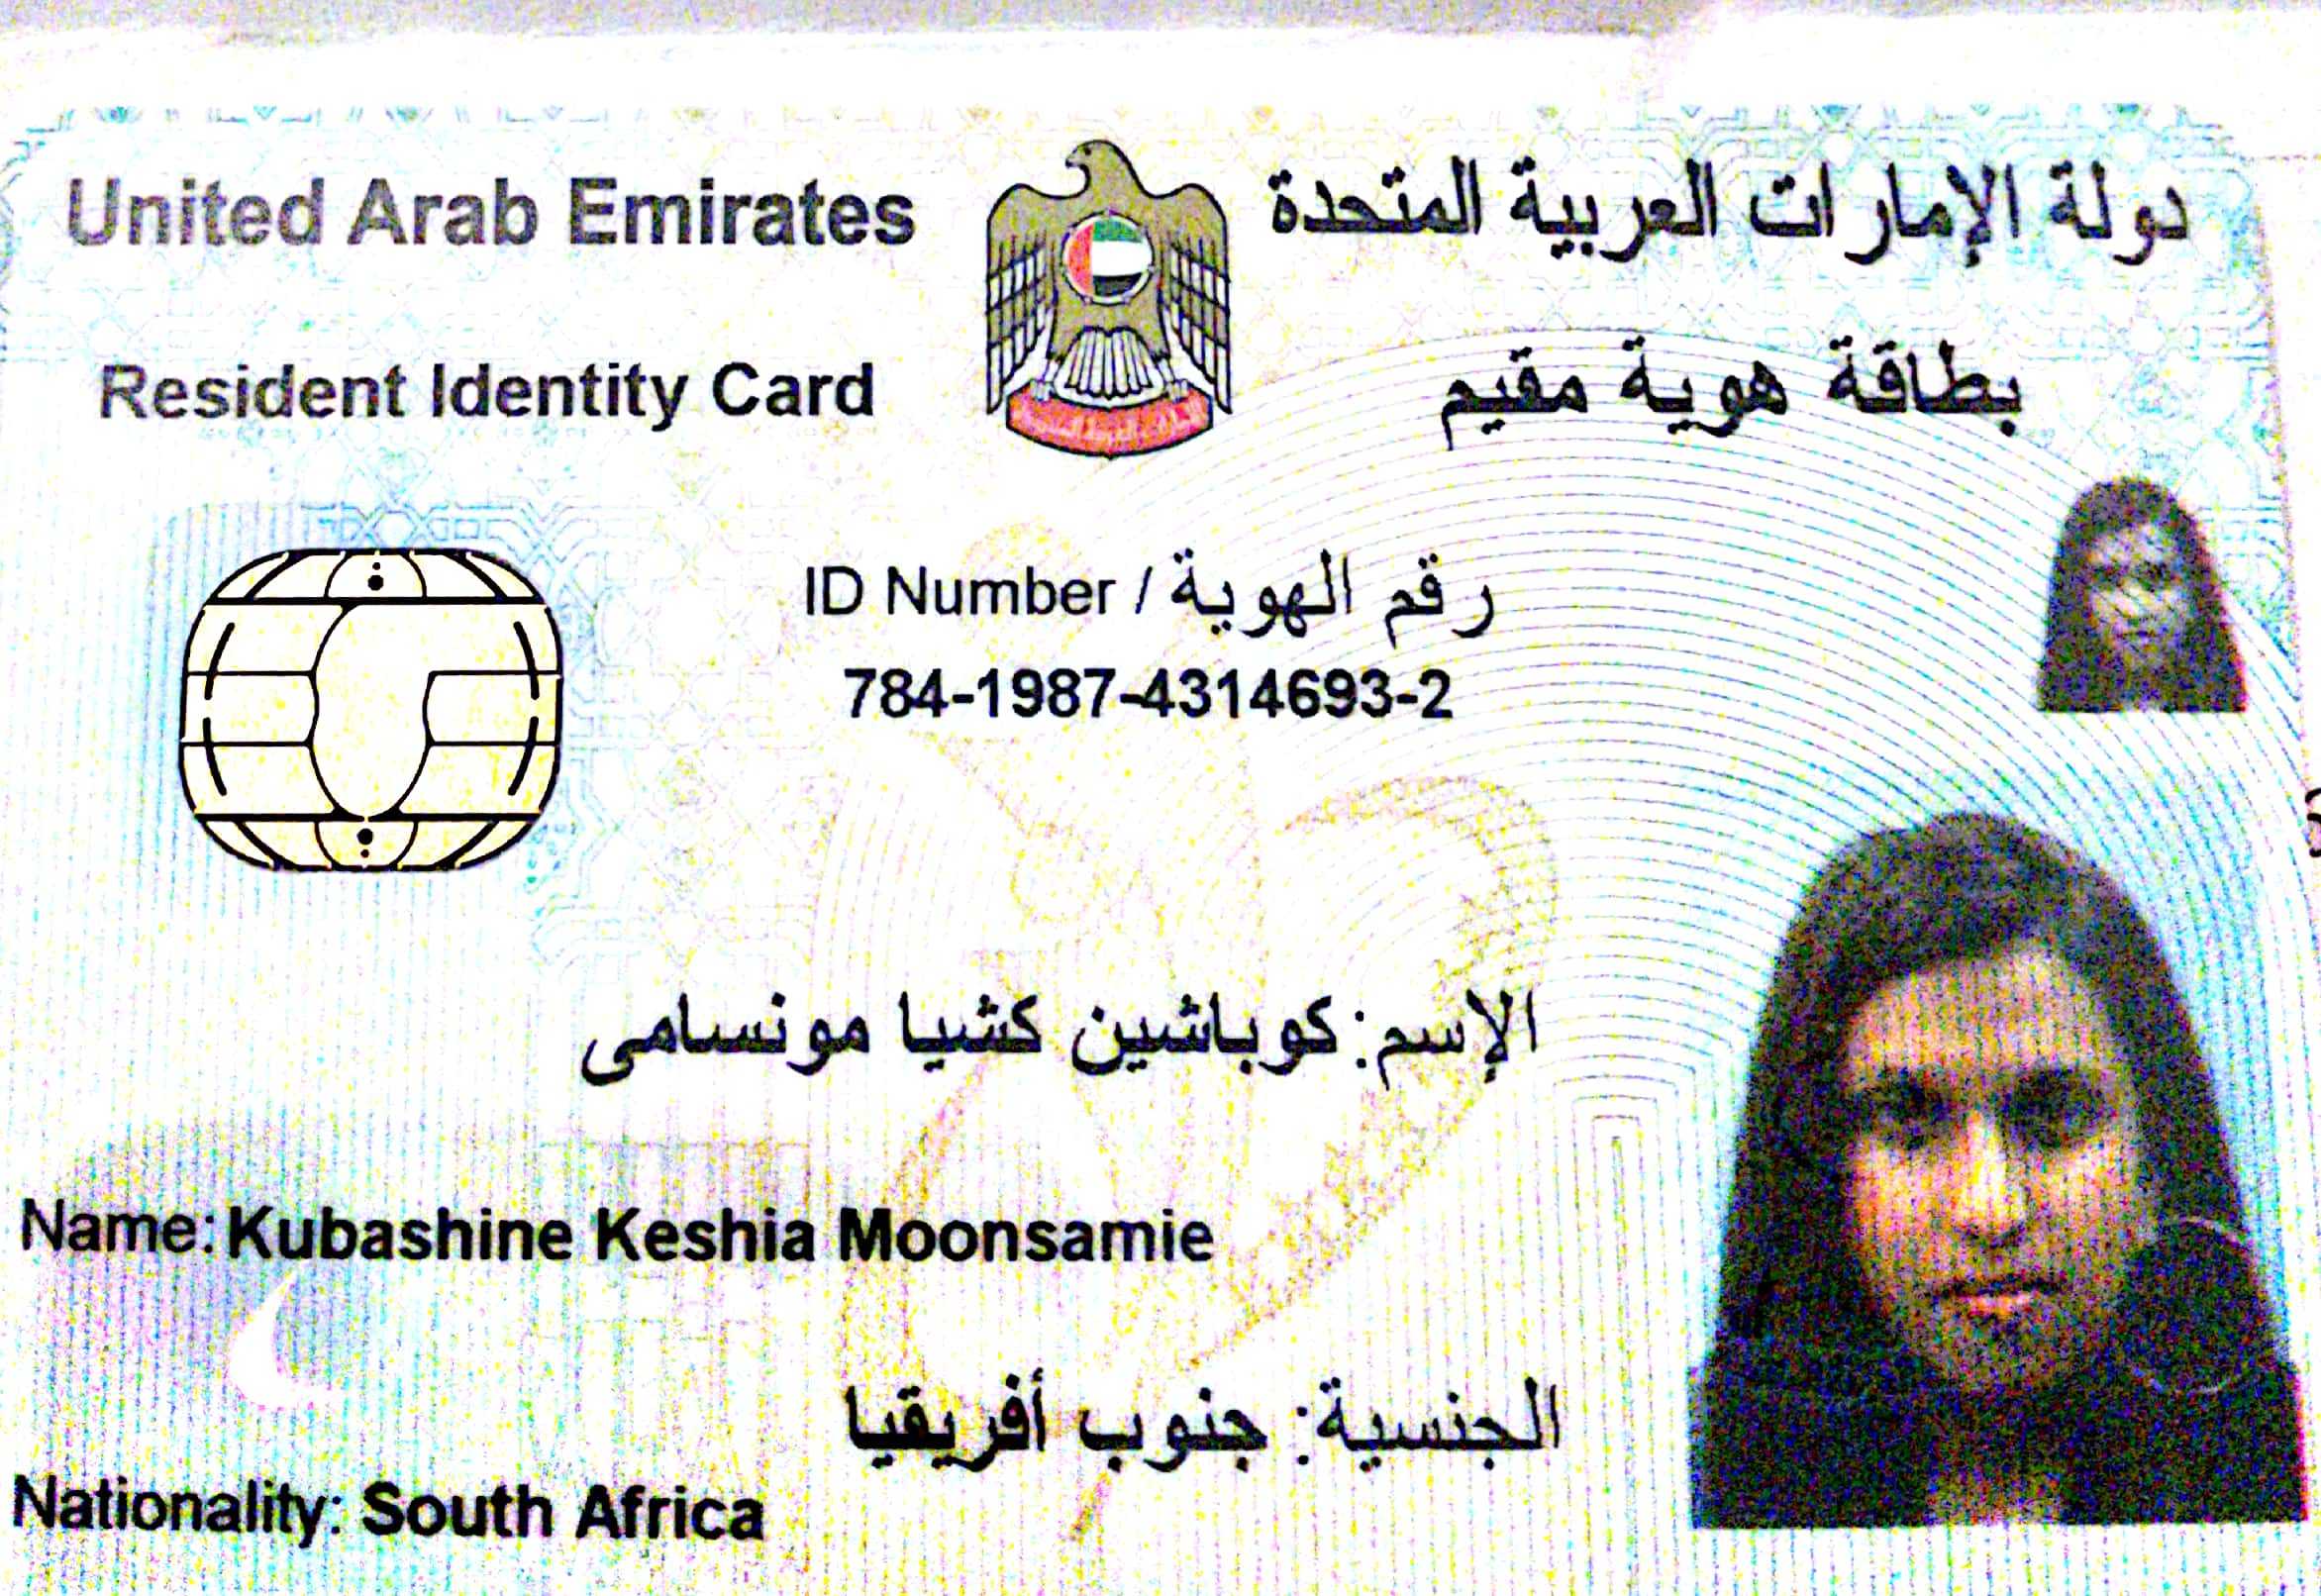 United Arab Emirates
دولة الإمارات العربية المتحدة
Resident Identity Card
بطاقة هوية مقيم
ID Number / رقم الهوية
784-1987-4314693-2
الإسم: كوباشين كشيا مونسامى
Name: Kubashine Keshia Moonsamie
الجنسية: جنوب أفريقيا
Nationality: South Africa